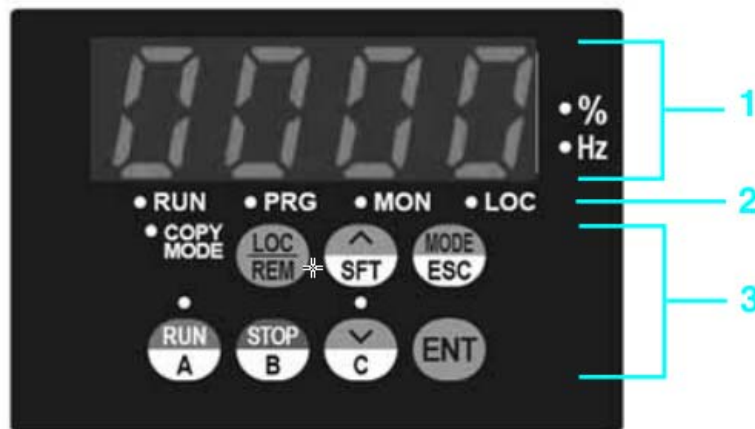 0000
%
1
Hz
RUN PRG MON LOC
2
COPY
MODE
LOC
REM
SFT
MODE
ESC
3
RUN
A
STOP
B
C
ENT